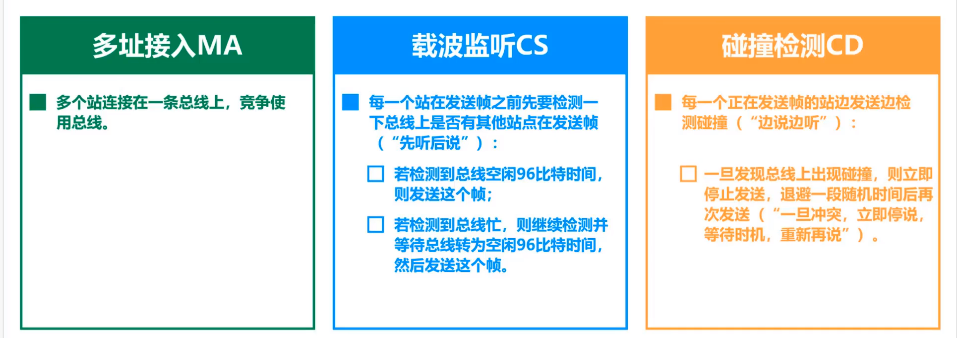 多址接入MA
多个站连接在一条总线上，竞争使
用总线。
载波监听CS
每一个站在发送帧之前先要检测一
下总线上是否有其他站点在发送帧
（“先听后说”）：
若检测到总线空闲96比特时间，
则发送这个帧；
若检测到总线忙，则继续检测并
等待总线转为空闲96比特时间，
然后发送这个帧。
碰撞检测CD
每一个正在发送帧的站边发送边检
测碰撞（“边说边听”）：
一旦发现总线上出现碰撞，则立即
停止发送，退避一段随机时间后再
次发送（“一旦冲突，立即停说，
等待时机，重新再说”）。